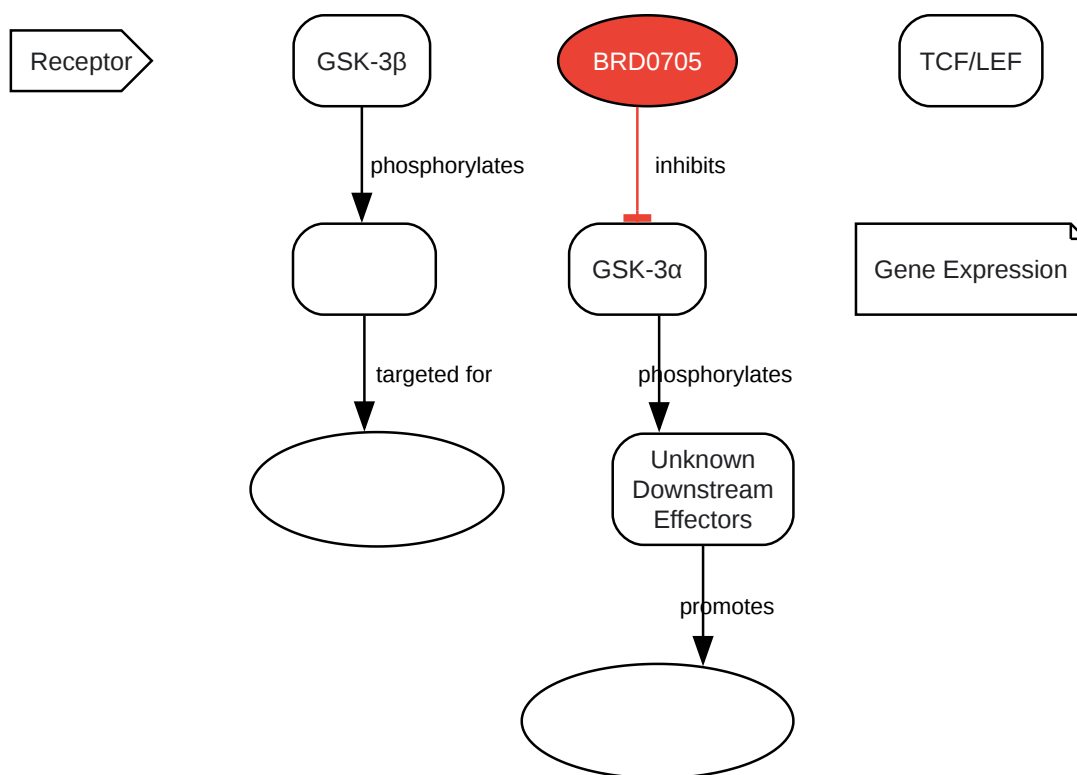 Receptor
GSK-3β
BRD0705
TCF/LEF
phosphorylates
inhibits
GSK-3α
Gene Expression
targeted for
phosphorylates
Unknown
Downstream
Effectors
promotes